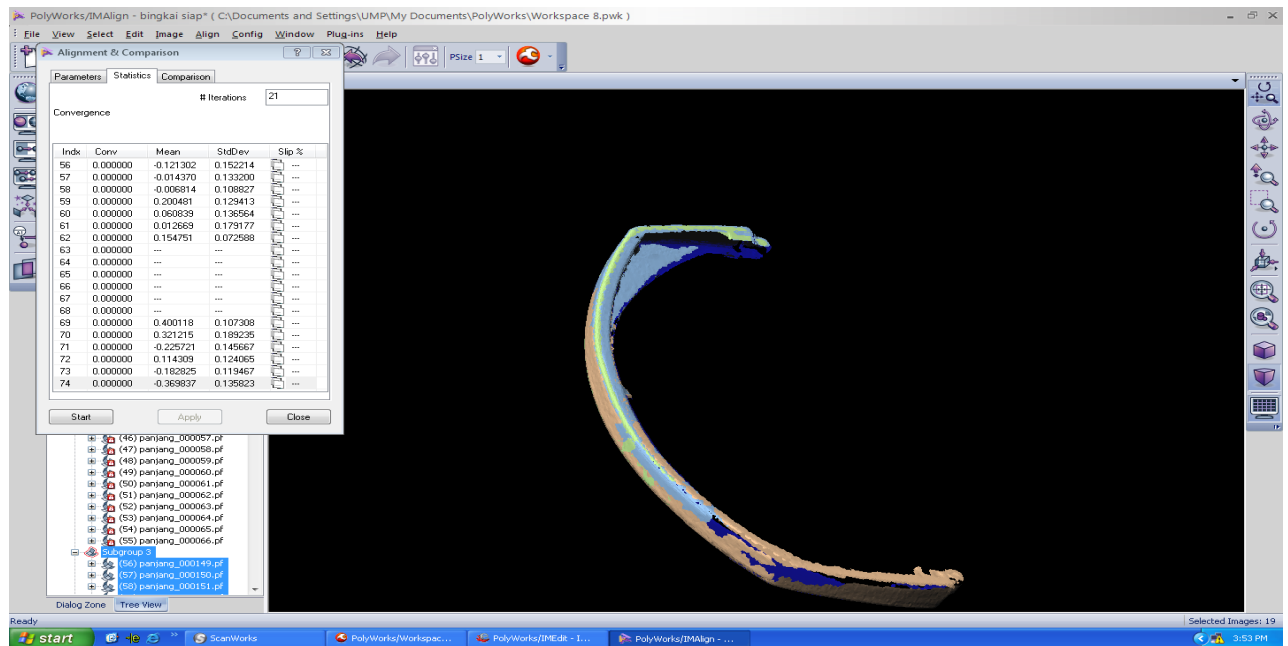 PolyWorks/IMAlign - bingkai siap* ( C:\Documents and Settings\UMP\My Documents\PolyWorks\Workspace 8.pwk )
File View Select Edit Image Align Config Window Plug-ins Help
Alignment & Comparison
PSize 1
Parameters Statistics Comparison
# Iterations 21
Convergence
Indx Conv Mean StdDev Slip %
56 0.000000 -0.121302 0.152214 ---
57 0.000000 -0.014370 0.133200 ---
58 0.000000 -0.006814 0.108827 ---
59 0.000000 0.200481 0.129413 ---
60 0.000000 0.060839 0.136564 ---
61 0.000000 0.012669 0.179177 ---
62 0.000000 0.154751 0.072588 ---
63 0.000000 --- --- ---
64 0.000000 --- --- ---
65 0.000000 --- --- ---
66 0.000000 --- --- ---
67 0.000000 --- --- ---
68 0.000000 --- --- ---
69 0.000000 0.400118 0.107308 ---
70 0.000000 0.321215 0.189235 ---
71 0.000000 -0.225721 0.145667 ---
72 0.000000 0.114309 0.124065 ---
73 0.000000 -0.182825 0.119467 ---
74 0.000000 -0.369837 0.135823 ---
Start Apply Close
(46) panjang_000057.pf
(47) panjang_000058.pf
(48) panjang_000059.pf
(49) panjang_000060.pf
(50) panjang_000061.pf
(51) panjang_000062.pf
(52) panjang_000063.pf
(53) panjang_000064.pf
(54) panjang_000065.pf
(55) panjang_000066.pf
Subgroup 3
(56) panjang_000149.pf
(57) panjang_000150.pf
(58) panjang_000151.pf
Dialog Zone Tree View
Ready
Selected Images: 19
start ScanWorks PolyWorks/Workspac... PolyWorks/IMEdit - I... PolyWorks/IMAlign - ... 3:53 PM